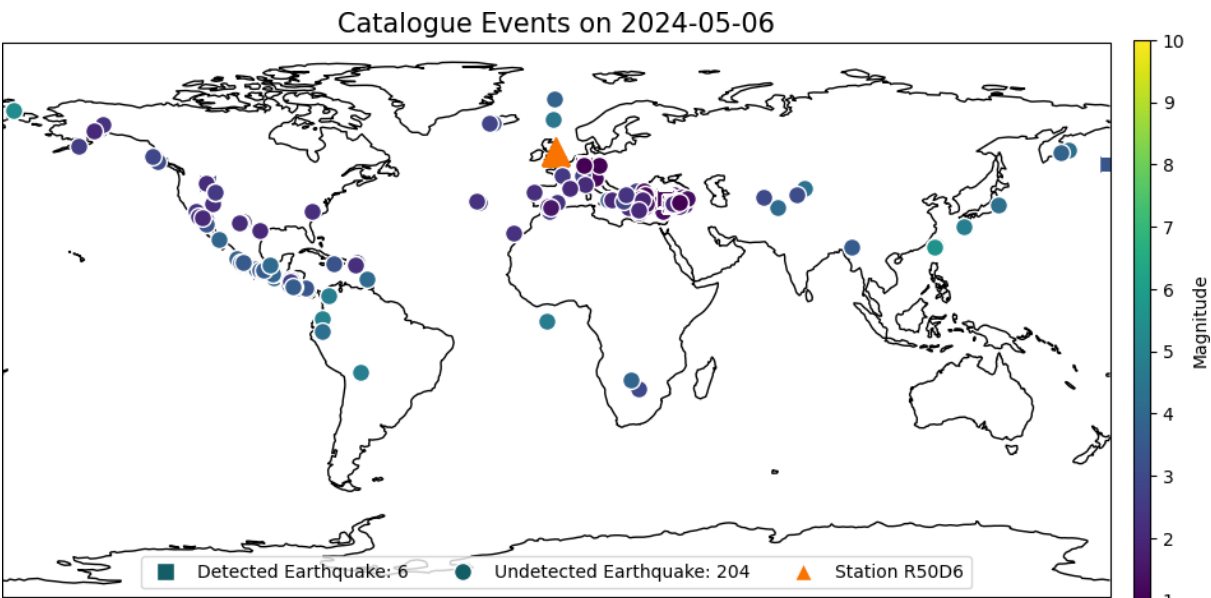 Catalogue Events on 2024-05-06
10
9
8
7
6
5
4
3
2
1
Magnitude
Detected Earthquake: 6
Undetected Earthquake: 204
Station R50D6